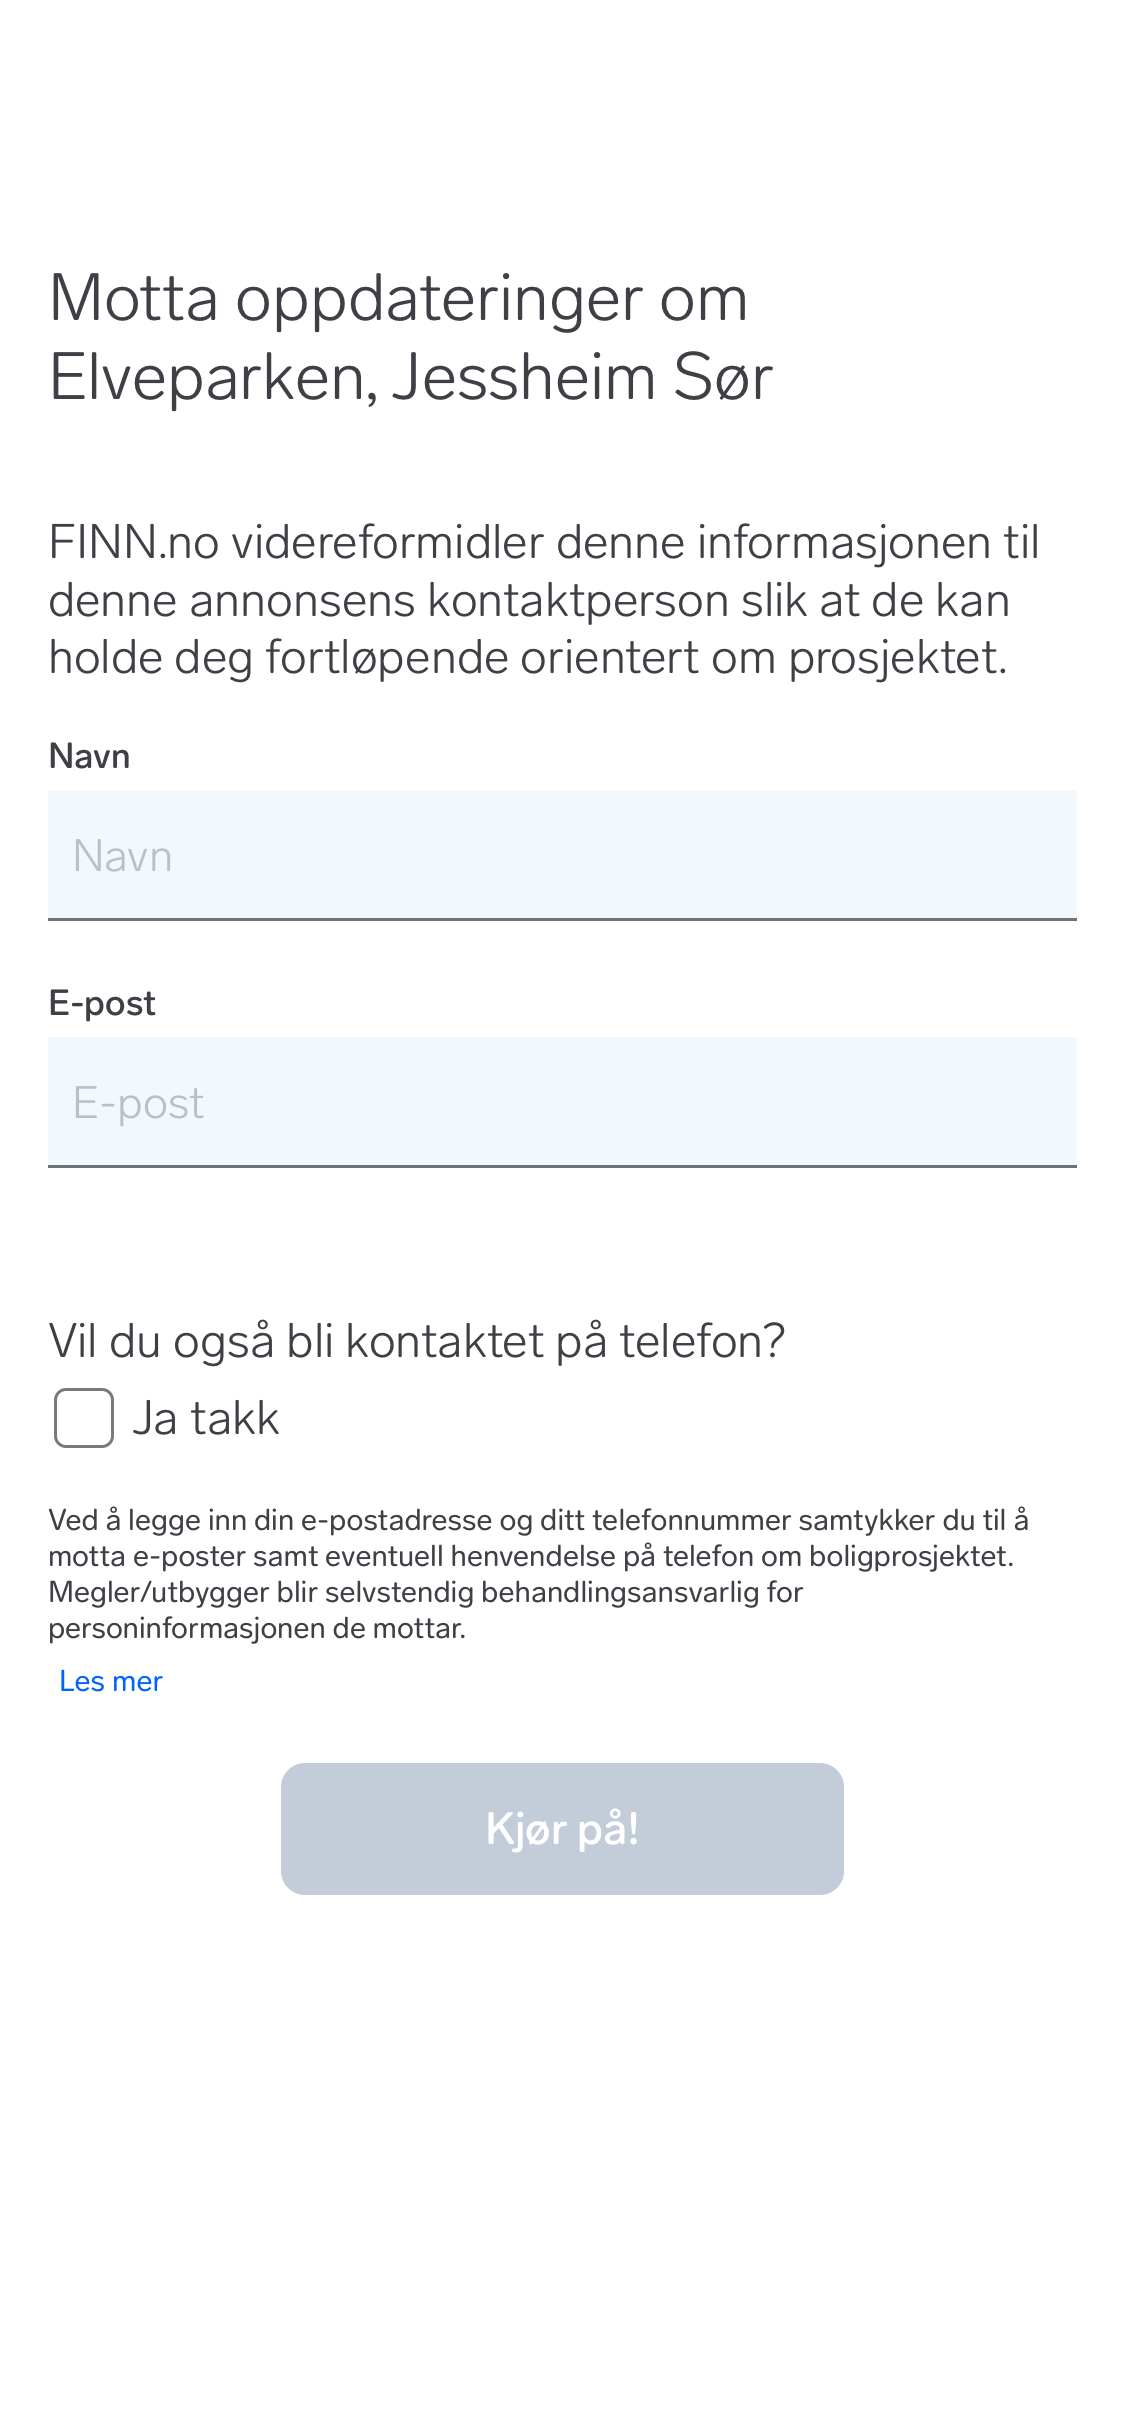 Motta oppdateringer om
Elveparken, Jessheim Sør
FINN.no videreformidler denne informasjonen til
denne annonsens kontaktperson slik at de kan
holde deg fortløpende orientert om prosjektet.
Navn
Navn
E-post
E-post
Vil du også bli kontaktet på telefon?
Ja takk
Ved å legge inn din e-postadresse og ditt telefonnummer samtykker du til å
motta e-poster samt eventuell henvendelse på telefon om boligprosjektet.
Megler/utbygger blir selvstendig behandlingsansvarlig for
personinformasjonen de mottar.
Les mer
Kjør på!